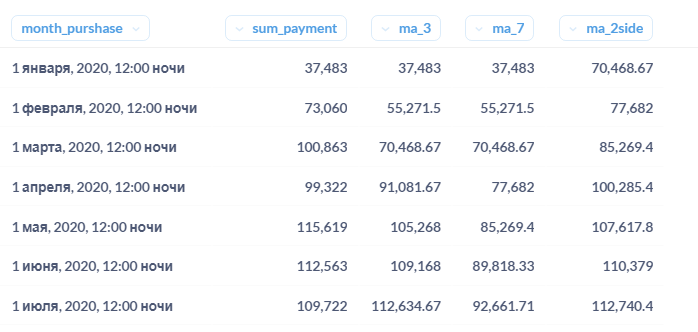 month_purshase sum_payment ma_3 ma_7 ma_2side
1 января, 2020, 12:00 ночи 37,483 37,483 37,483 70,468.67
1 февраля, 2020, 12:00 ночи 73,060 55,271.5 55,271.5 77,682
1 марта, 2020, 12:00 ночи 100,863 70,468.67 70,468.67 85,269.4
1 апреля, 2020, 12:00 ночи 99,322 91,081.67 77,682 100,285.4
1 мая, 2020, 12:00 ночи 115,619 105,268 85,269.4 107,617.8
1 июня, 2020, 12:00 ночи 112,563 109,168 89,818.33 110,379
1 июля, 2020, 12:00 ночи 109,722 112,634.67 92,661.71 112,740.4